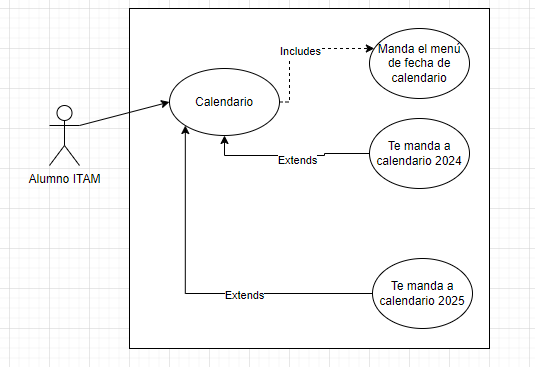 Includes
Manda el menú
de fecha de
calendario
Calendario
Te manda a
calendario 2024
Extends
Alumno ITAM
Te manda a
calendario 2025
Extends